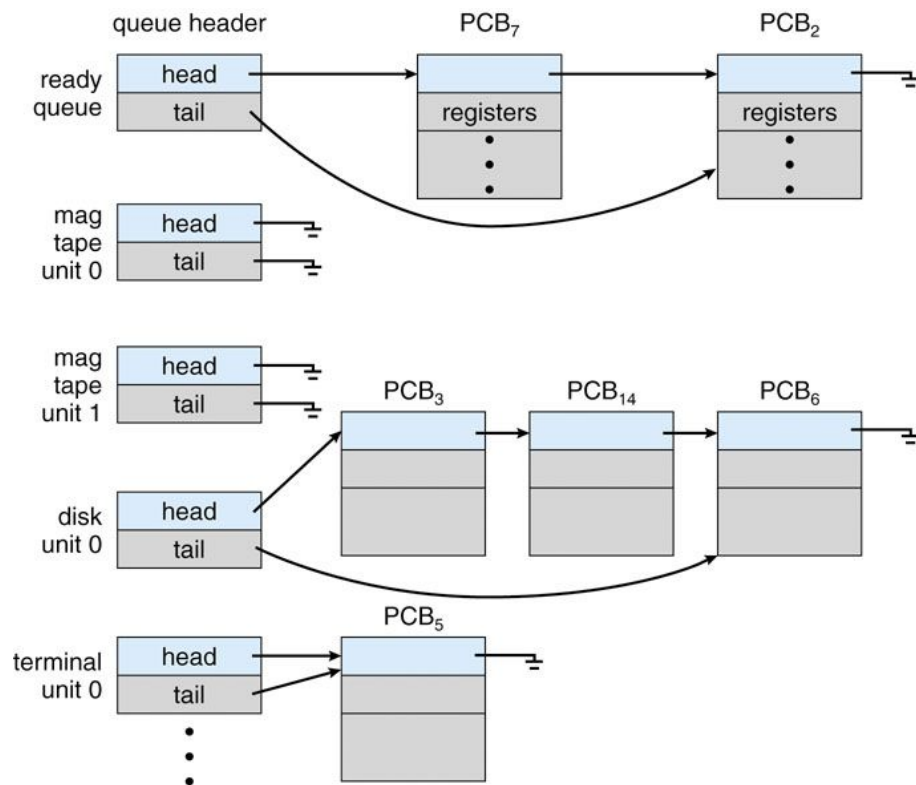 queue header
PCB₇
PCB₂
ready
queue
head
tail
registers
registers
mag
tape
unit 0
head
tail
mag
tape
unit 1
head
tail
PCB₃
PCB₁₄
PCB₆
disk
unit 0
head
tail
PCB₅
terminal
unit 0
head
tail